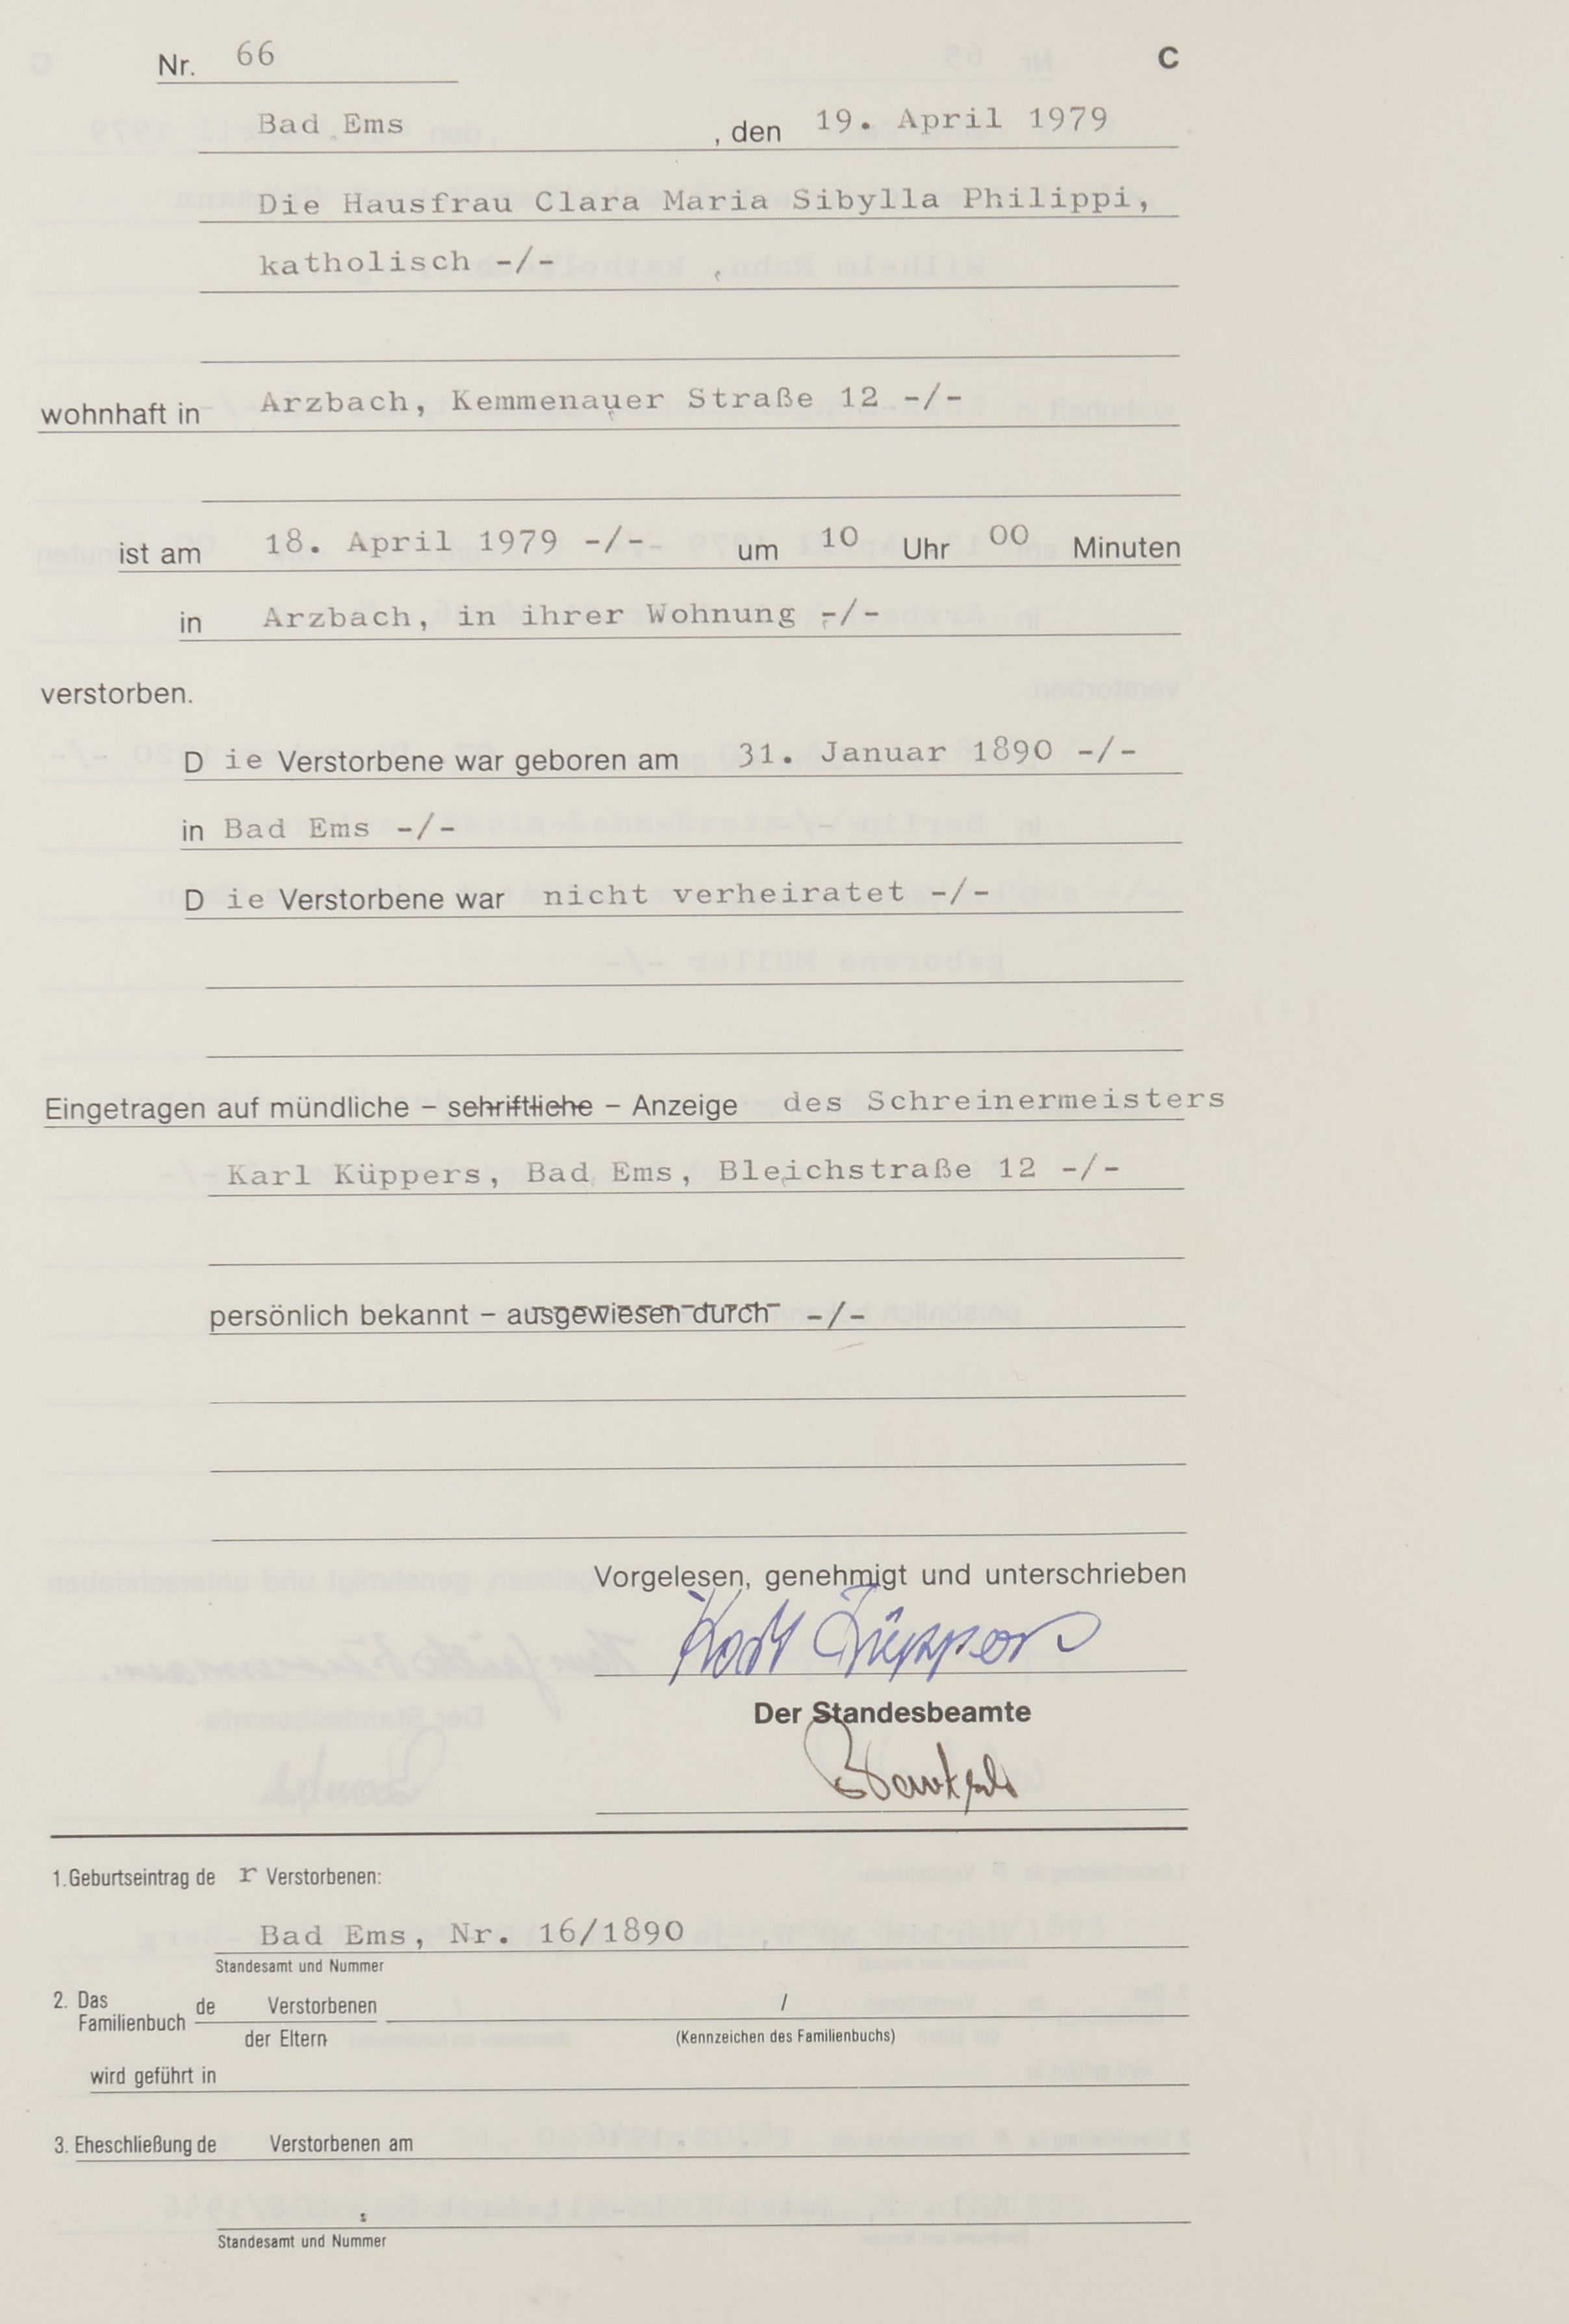 Nr. 66 C
Bad Ems , den 19. April 1979
Die Hausfrau Clara Maria Sibylla Philippi,
katholisch -/-
wohnhaft in Arzbach, Kemmenauer Straße 12 -/-
ist am 18. April 1979 -/- um 10 Uhr 00 Minuten
in Arzbach, in ihrer Wohnung -/-
verstorben.
D ie Verstorbene war geboren am 31. Januar 1890 -/-
in Bad Ems -/-
D ie Verstorbene war nicht verheiratet -/-
Eingetragen auf mündliche – schriftliche – Anzeige des Schreinermeisters
Karl Küppers, Bad Ems, Bleichstraße 12 -/-
persönlich bekannt – ausgewiesen durch -/-
Vorgelesen, genehmigt und unterschrieben
Karl Küppers
Der Standesbeamte
1. Geburtseintrag de r Verstorbenen:
Bad Ems, Nr. 16/1890
Standesamt und Nummer
2. Das Familienbuch de Verstorbenen /
der Eltern (Kennzeichen des Familienbuchs)
wird geführt in
3. Eheschließung de Verstorbenen am
Standesamt und Nummer